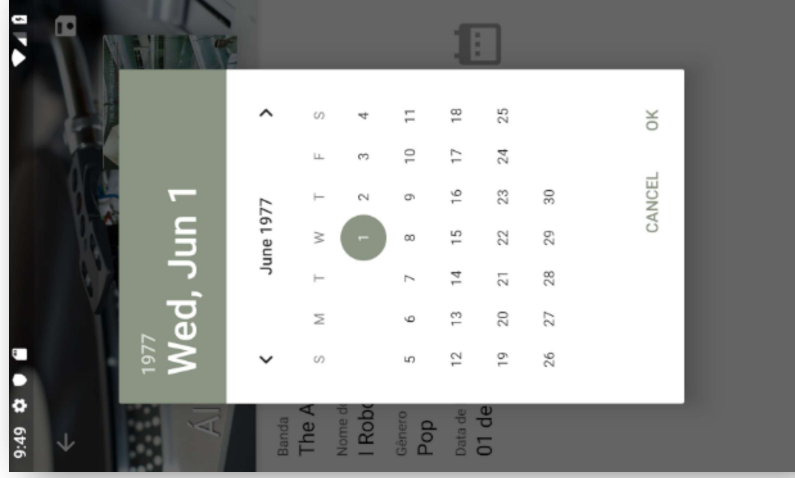 9:49
Ál
1977
Wed, Jun 1
June 1977
S M T W T F S
1 2 3 4
5 6 7 8 9 10 11
12 13 14 15 16 17 18
19 20 21 22 23 24 25
26 27 28 29 30
CANCEL OK
Banda
The A
Nome do
I Robo
Gênero
Pop
Data de
01 de